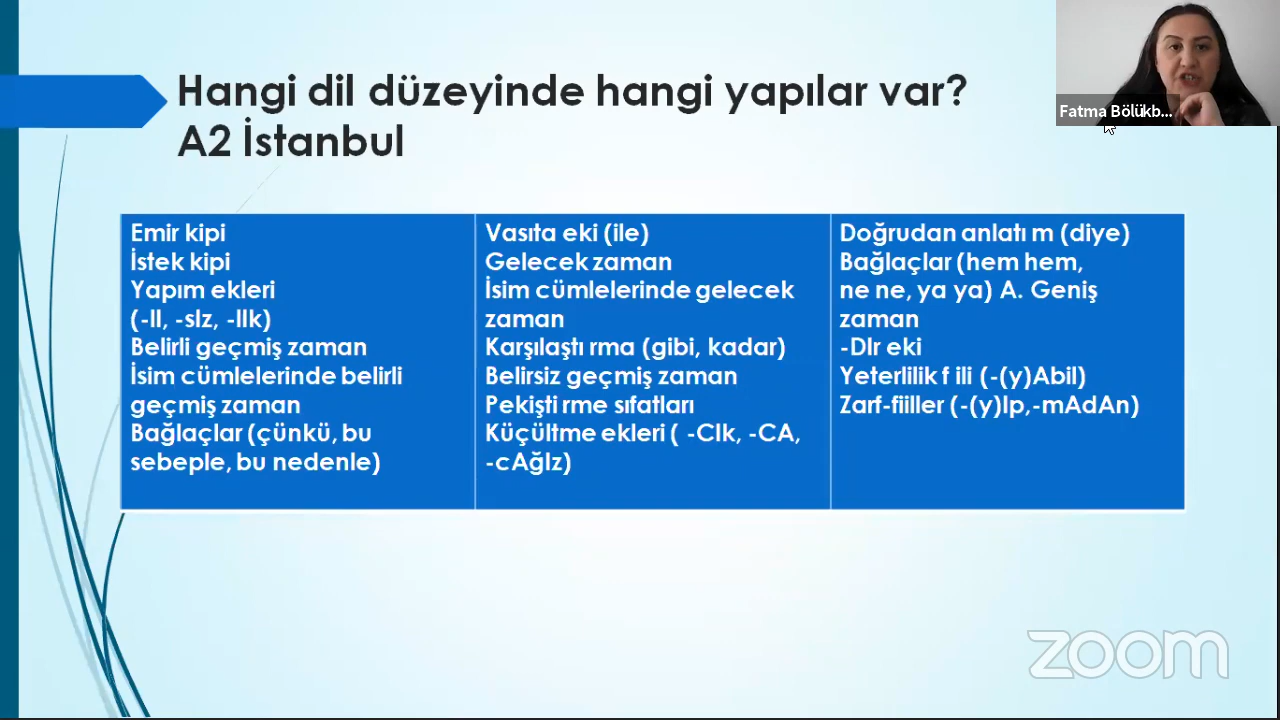 Hangi dil düzeyinde hangi yapılar var?
A2 İstanbul
Fatma Bölükb...
Emir kipi
İstek kipi
Yapım ekleri
(-lI, -sIz, -lIk)
Belirli geçmiş zaman
İsim cümlelerinde belirli
geçmiş zaman
Bağlaçlar (çünkü, bu
sebeple, bu nedenle)
Vasıta eki (ile)
Gelecek zaman
İsim cümlelerinde gelecek
zaman
Karşılaştı rma (gibi, kadar)
Belirsiz geçmiş zaman
Pekişti rme sıfatları
Küçültme ekleri ( -CIk, -CA,
-cAğIz)
Doğrudan anlatı m (diye)
Bağlaçlar (hem hem,
ne ne, ya ya) A. Geniş
zaman
-DIr eki
Yeterlilik f ili (-(y)Abil)
Zarf-fiiller (-(y)Ip,-mAdAn)
zoom